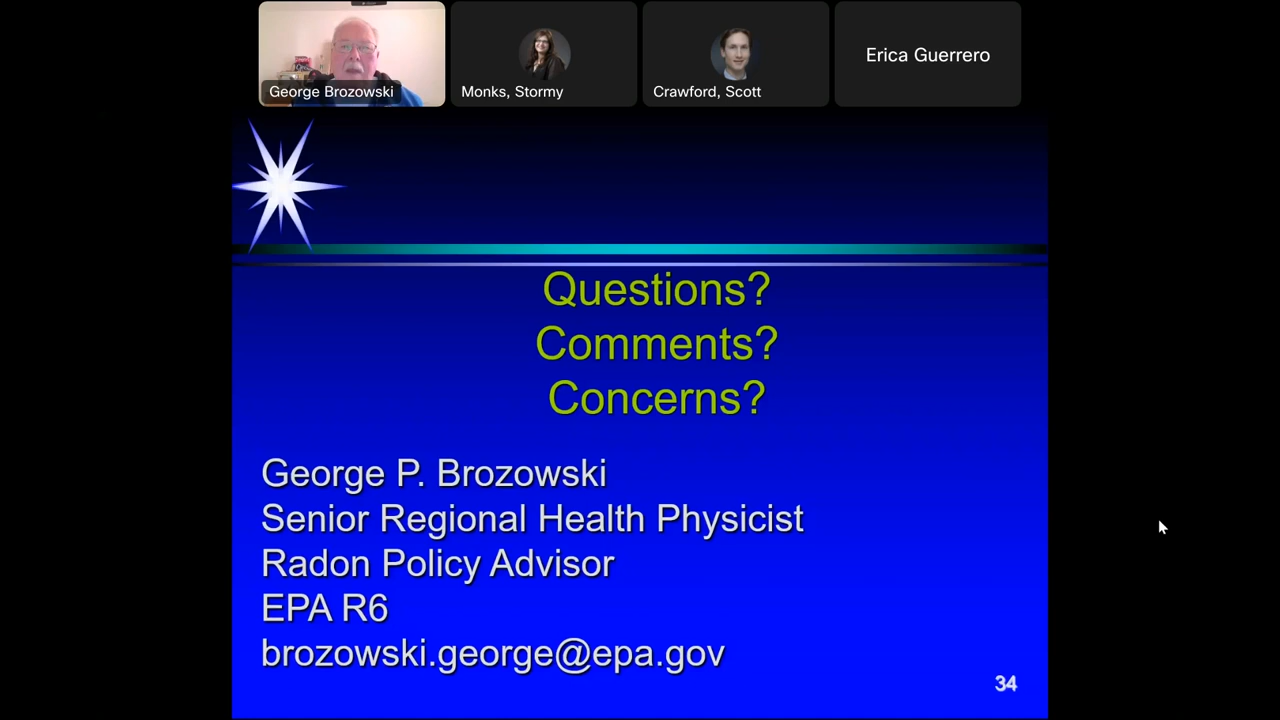 George Brozowski
Monks, Stormy
Crawford, Scott
Erica Guerrero
Questions?
Comments?
Concerns?
George P. Brozowski
Senior Regional Health Physicist
Radon Policy Advisor
EPA R6
brozowski.george@epa.gov
34